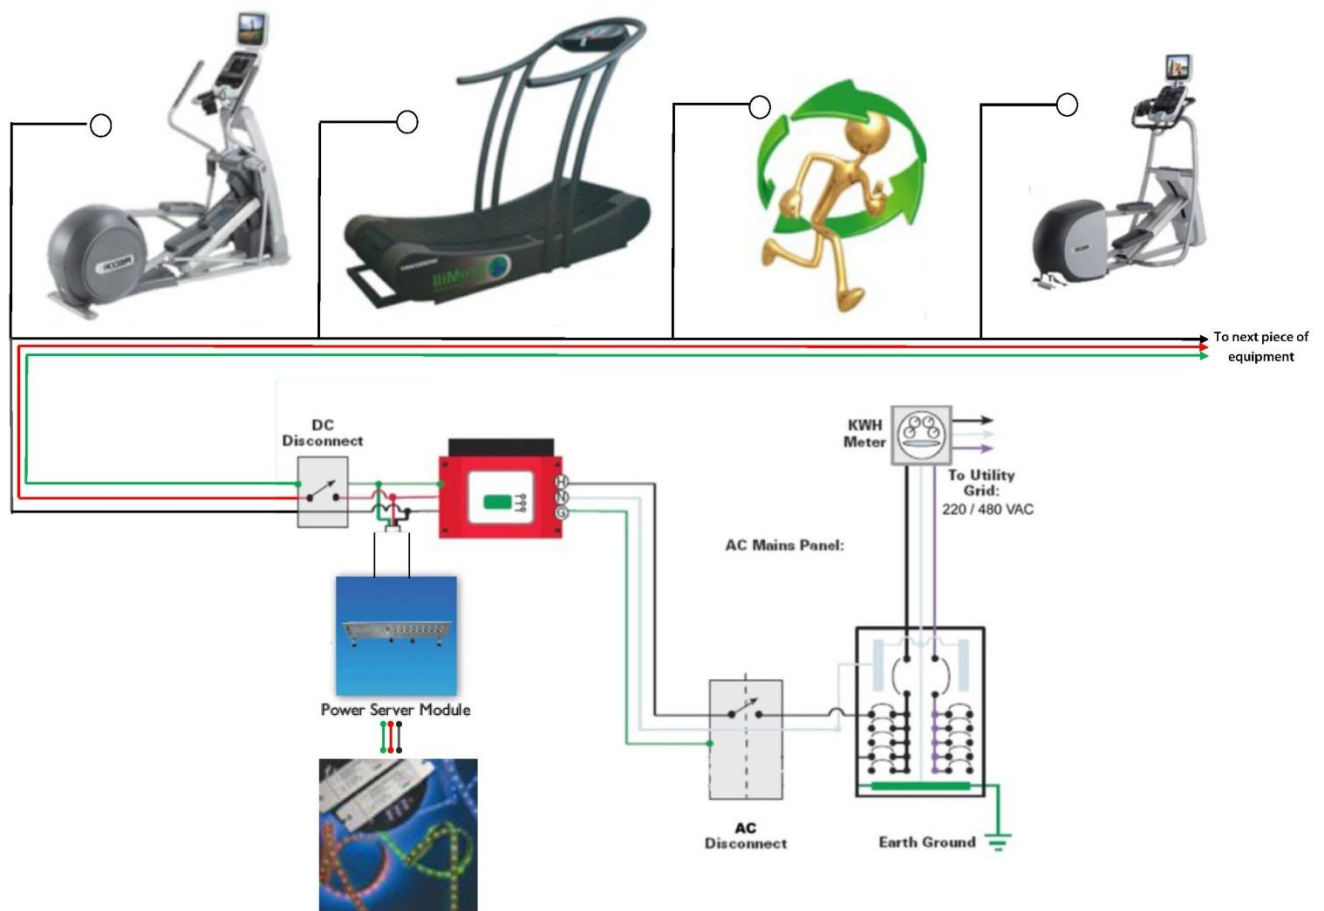 To next piece of
equipment
DC
Disconnect
KWH
Meter
To Utility
Grid:
220 / 480 VAC
H
N
G
AC Mains Panel:
Power Server Module
AC
Disconnect
Earth Ground